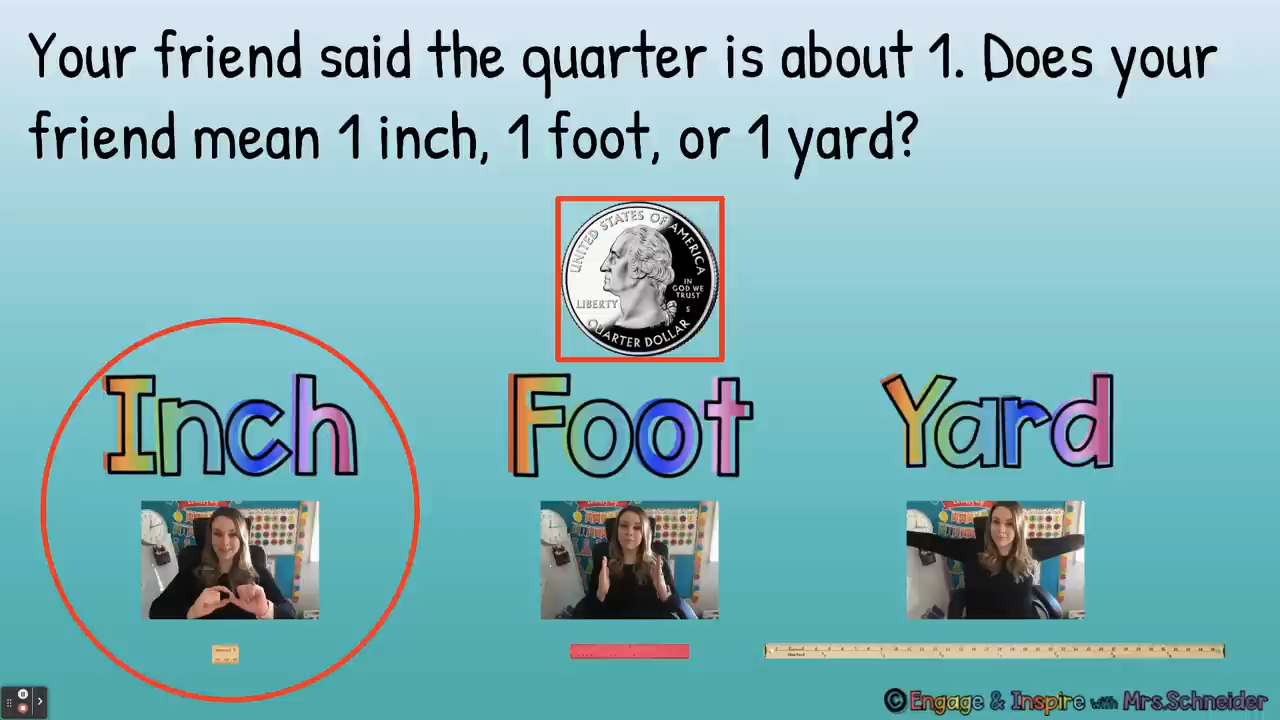 Your friend said the quarter is about 1. Does your
friend mean 1 inch, 1 foot, or 1 yard?
UNITED STATES OF AMERICA
IN
GOD WE
TRUST
LIBERTY
S
QUARTER DOLLAR
Inch
Foot
Yard
© Engage & Inspire with Mrs.Schneider